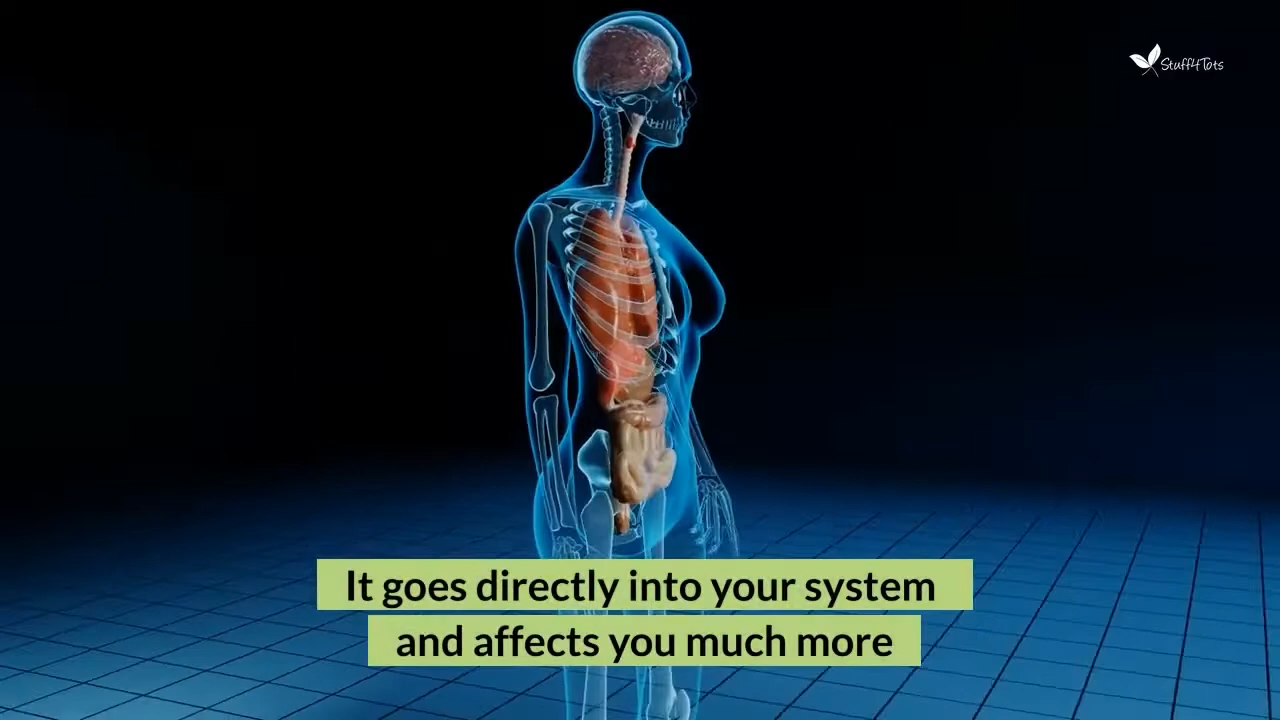 Stuff4Tots
It goes directly into your system
and affects you much more